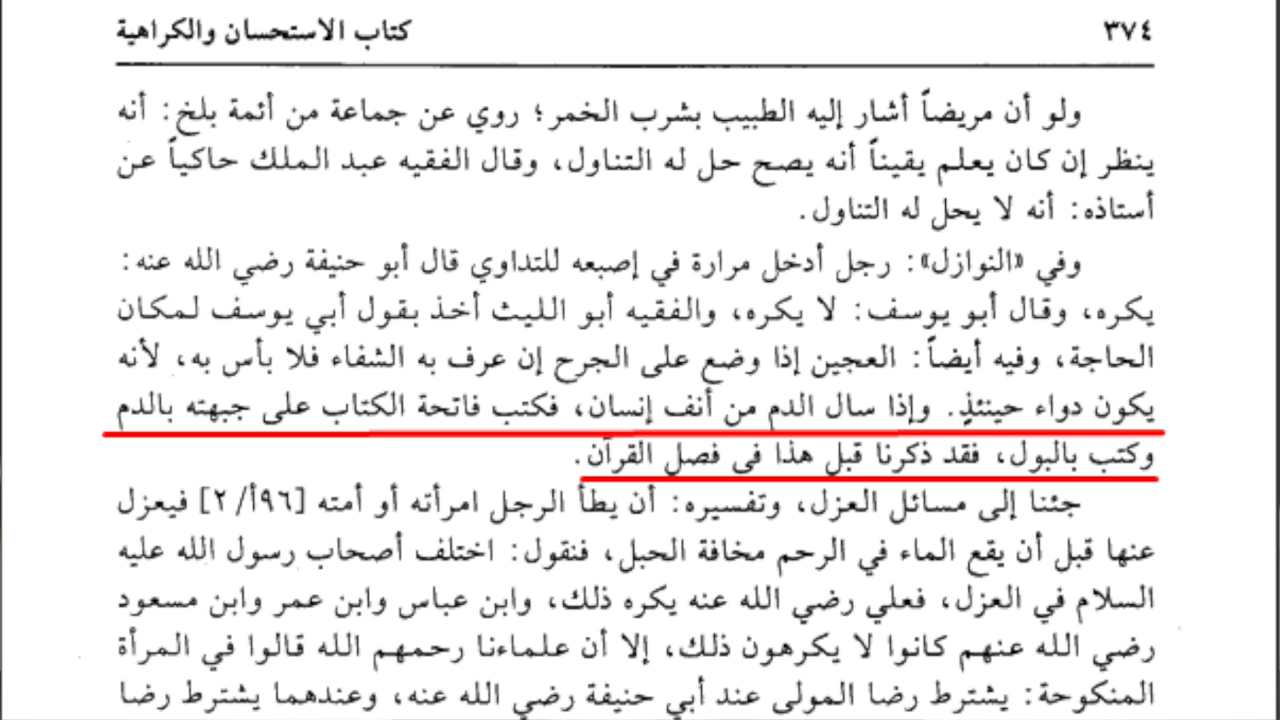 ٣٧٤ كتاب الاستحسان والكراهية
ولو أن مريضاً أشار إليه الطبيب بشرب الخمر؛ روي عن جماعة من أئمة بلخ: أنه
ينظر إن كان يعلم يقيناً أنه يصح حل له التناول، وقال الفقيه عبد الملك حاكياً عن
أستاذه: أنه لا يحل له التناول.
وفي «النوازل»: رجل أدخل مرارة في إصبعه للتداوي قال أبو حنيفة رضي الله عنه:
يكره، وقال أبو يوسف: لا يكره، والفقيه أبو الليث أخذ بقول أبي يوسف لمكان
الحاجة، وفيه أيضاً: العجين إذا وضع على الجرح إن عرف به الشفاء فلا بأس به، لأنه
يكون دواء حينئذٍ. وإذا سال الدم من أنف إنسان، فكتب فاتحة الكتاب على جبهته بالدم
وكتب بالبول، فقد ذكرنا قبل هذا في فصل القرآن.
جئنا إلى مسائل العزل، وتفسيره: أن يطأ الرجل امرأته أو أمته [٩٦أ/٢] فيعزل
عنها قبل أن يقع الماء في الرحم مخافة الحبل، فنقول: اختلف أصحاب رسول الله عليه
السلام في العزل، فعلي رضي الله عنه يكره ذلك، وابن عباس وابن عمر وابن مسعود
رضي الله عنهم كانوا لا يكرهون ذلك، إلا أن علماءنا رحمهم الله قالوا في المرأة
المنكوحة: يشترط رضا المولى عند أبي حنيفة رضي الله عنه، وعندهما يشترط رضا